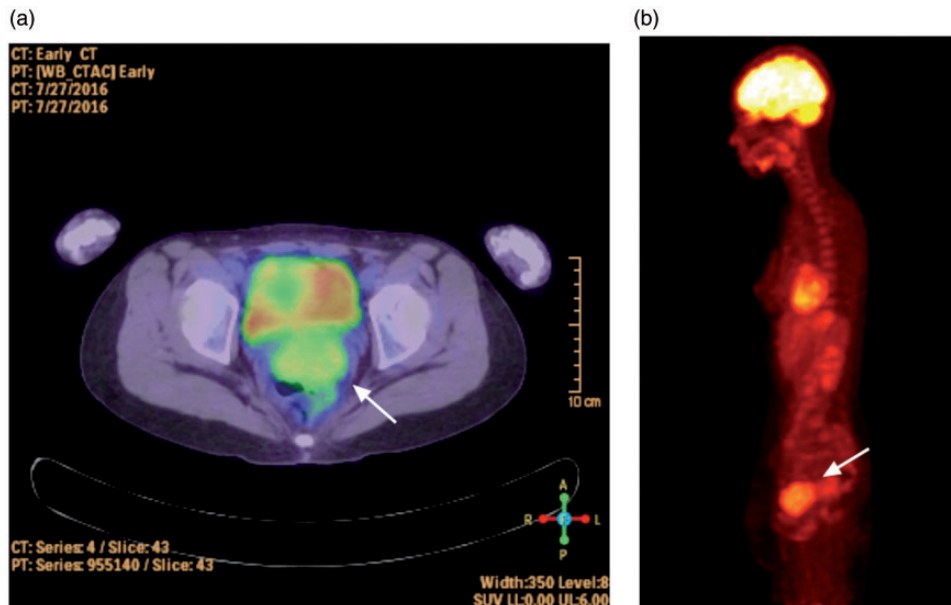 (a)
CT: Early CT
PT: [WB_CTAC] Early
CT: 7/27/2016
PT: 7/27/2016
10 cm
A
R
L
P
CT: Series: 4 / Slice: 43
PT: Series: 955140 / Slice: 43
Width:350 Level:8
SUV LL:0.00 UL:6.00
(b)